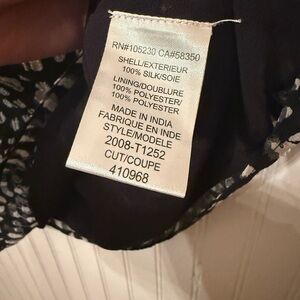 RN#105230 CA#58350
SHELL/EXTERIEUR
100% SILK/SOIE
LINING/DOUBLURE
100% POLYESTER/
100% POLYESTER
MADE IN INDIA
FABRIQUE EN INDE
STYLE/MODELE
2008-T1252
CUT/COUPE
410968